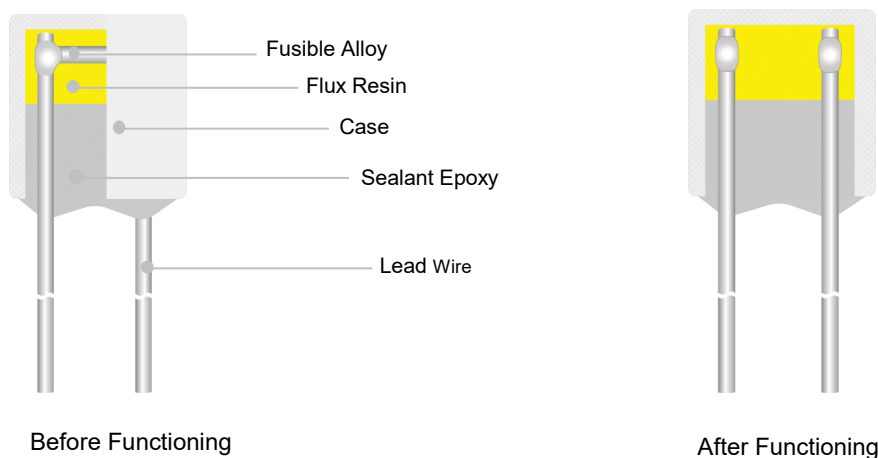 Fusible Alloy
Flux Resin
Case
Sealant Epoxy
Lead Wire
Before Functioning
After Functioning